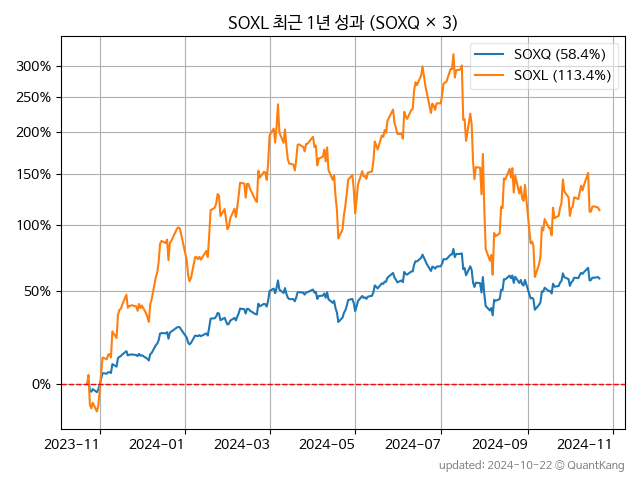 SOXL 최근 1년 성과 (SOXQ × 3)
SOXQ (58.4%)
SOXL (113.4%)
300%
250%
200%
150%
100%
50%
0%
2023-11 2024-01 2024-03 2024-05 2024-07 2024-09 2024-11
updated: 2024-10-22 ⓒ QuantKang